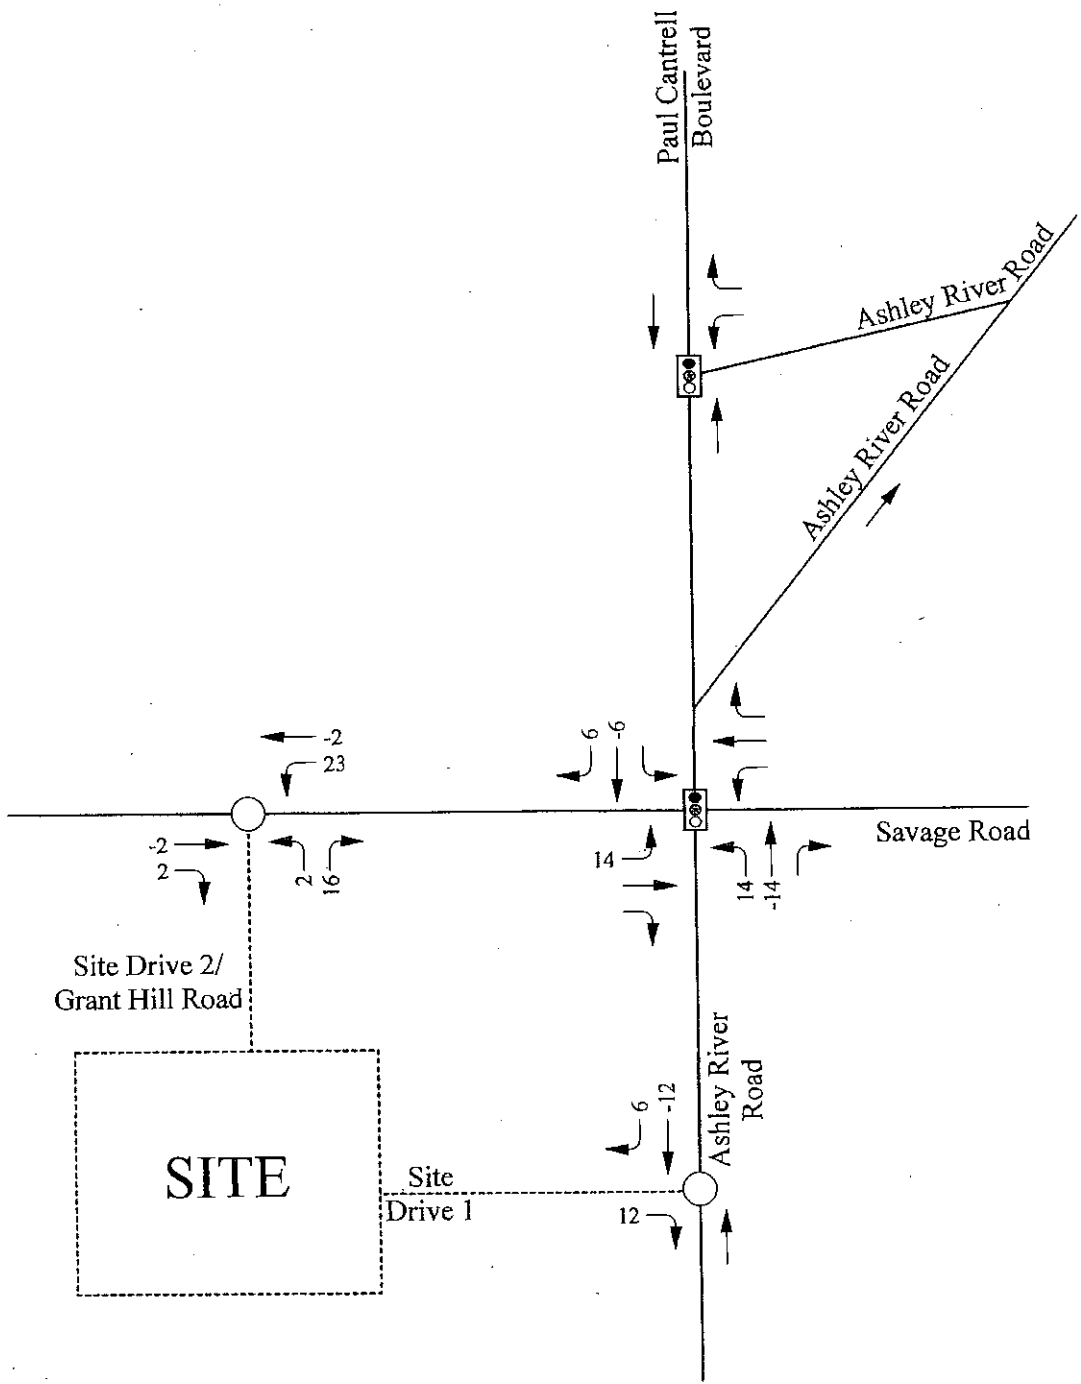 Paul Cantrell
Boulevard
Ashley River Road
Ashley River Road
-2
23
6
-6
-2
2
2
16
14
14
-14
Savage Road
Site Drive 2/
Grant Hill Road
Ashley River
Road
6
-12
SITE
Site
Drive 1
12